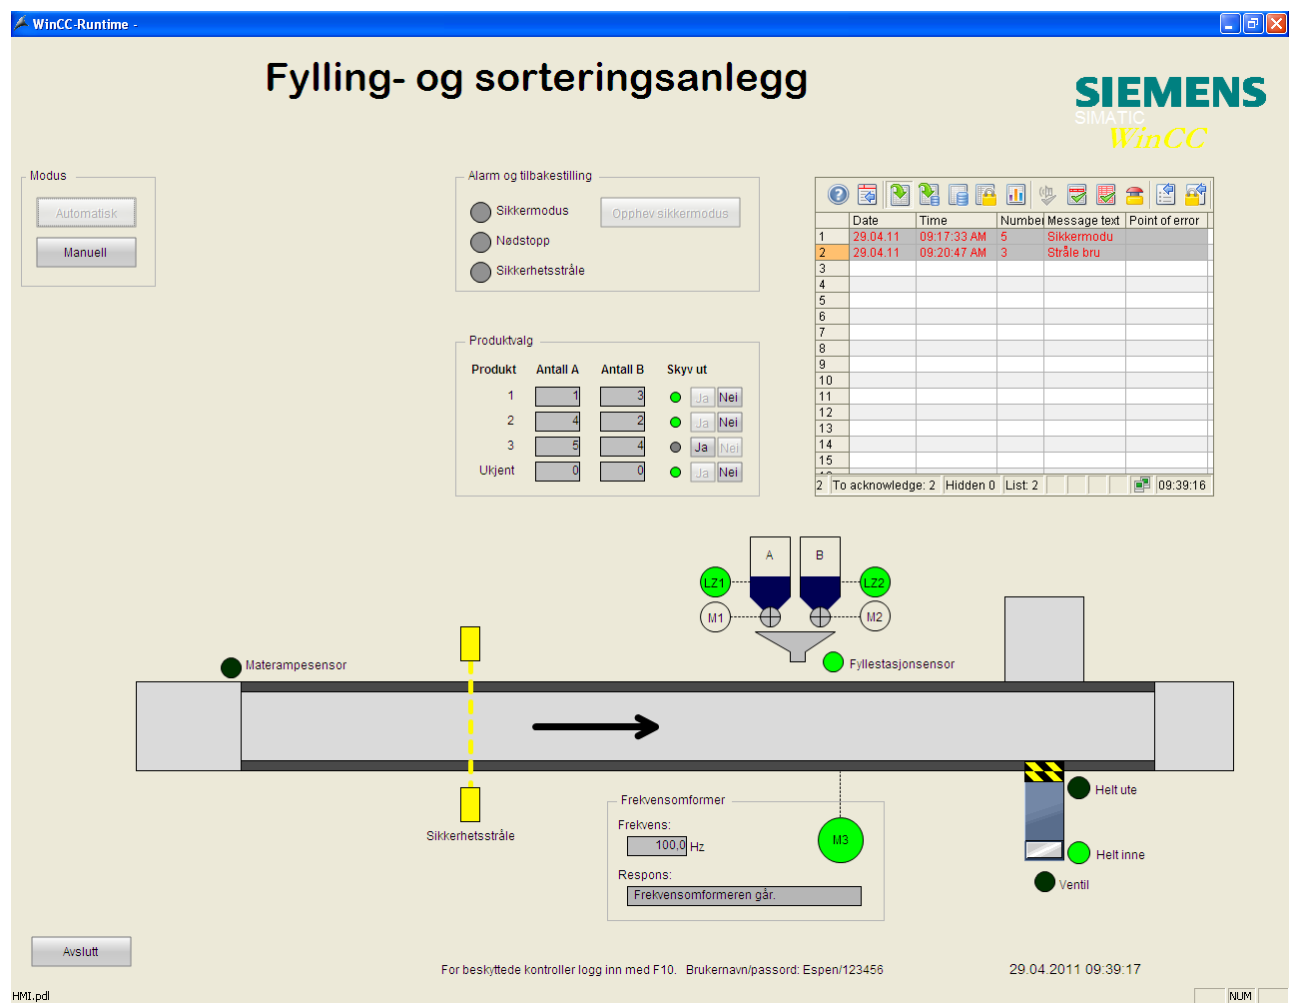 WinCC-Runtime -
Fylling- og sorteringsanlegg
SIEMENS
SIMATIC
WinCC
Modus
Automatisk
Manuell
Alarm og tilbakestilling
Sikkermodus
Opphev sikkermodus
Nødstopp
Sikkerhetsstråle
Date Time Number Message text Point of error
1 29.04.11 09:17:33 AM 5 Sikkermodu
2 29.04.11 09:20:47 AM 3 Stråle bru
3
4
5
6
7
8
9
10
11
12
13
14
15
2 To acknowledge: 2 Hidden 0 List: 2 09:39:16
Produktvalg
Produkt Antall A Antall B Skyv ut
1 1 3 Ja Nei
2 4 2 Ja Nei
3 5 4 Ja Nei
Ukjent 0 0 Ja Nei
A B
LZ1 LZ2
M1 M2
Materampesensor
Fyllestasjonsensor
Sikkerhetsstråle
Frekvensomformer
Frekvens:
100,0 Hz
M3
Respons:
Frekvensomformeren går.
Helt ute
Helt inne
Ventil
Avslutt
For beskyttede kontroller logg inn med F10. Brukernavn/passord: Espen/123456
29.04.2011 09:39:17
HMI.pdl
NUM